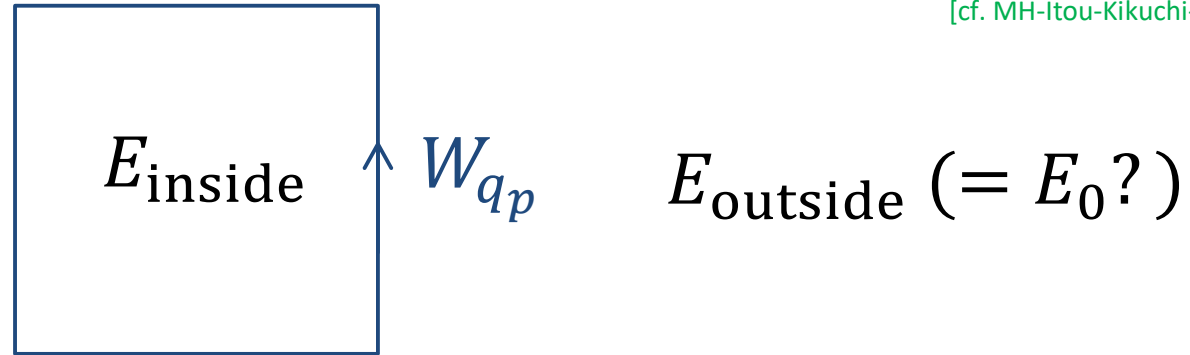 [cf. MH-Itou-Kikuchi-
E_inside W_{q_p} E_outside (= E_0?)